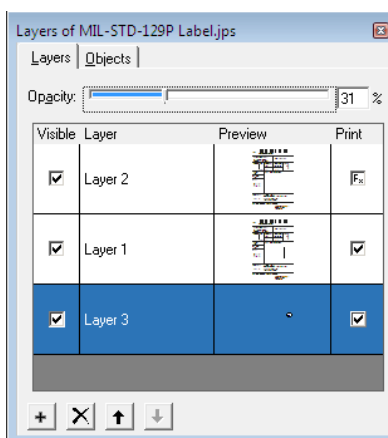 Layers of MIL-STD-129P Label.jps
Layers Objects
Opacity: 31 %
Visible Layer Preview Print
Layer 2
Layer 1
Layer 3